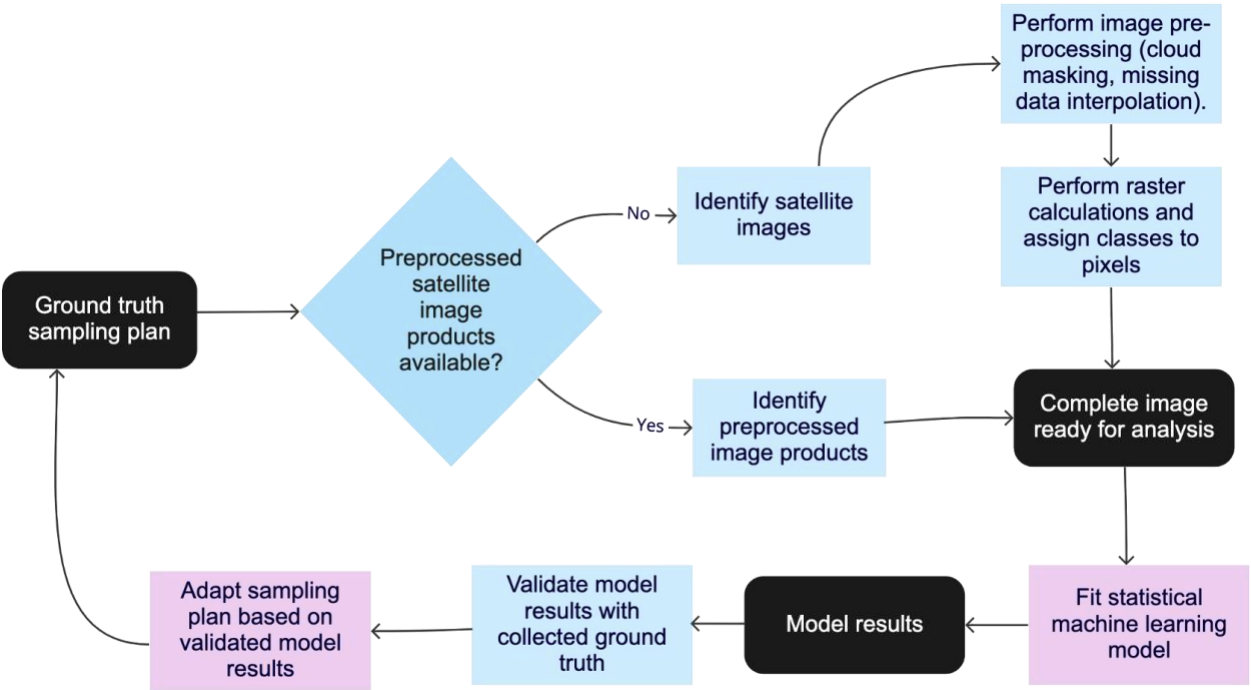 Ground truth
sampling plan
Preprocessed
satellite
image
products
available?
No
Identify satellite
images
Perform image pre-
processing (cloud
masking, missing
data interpolation).
Perform raster
calculations and
assign classes to
pixels
Yes
Identify
preprocessed
image products
Complete image
ready for analysis
Fit statistical
machine learning
model
Model results
Validate model
results with
collected ground
truth
Adapt sampling
plan based on
validated model
results